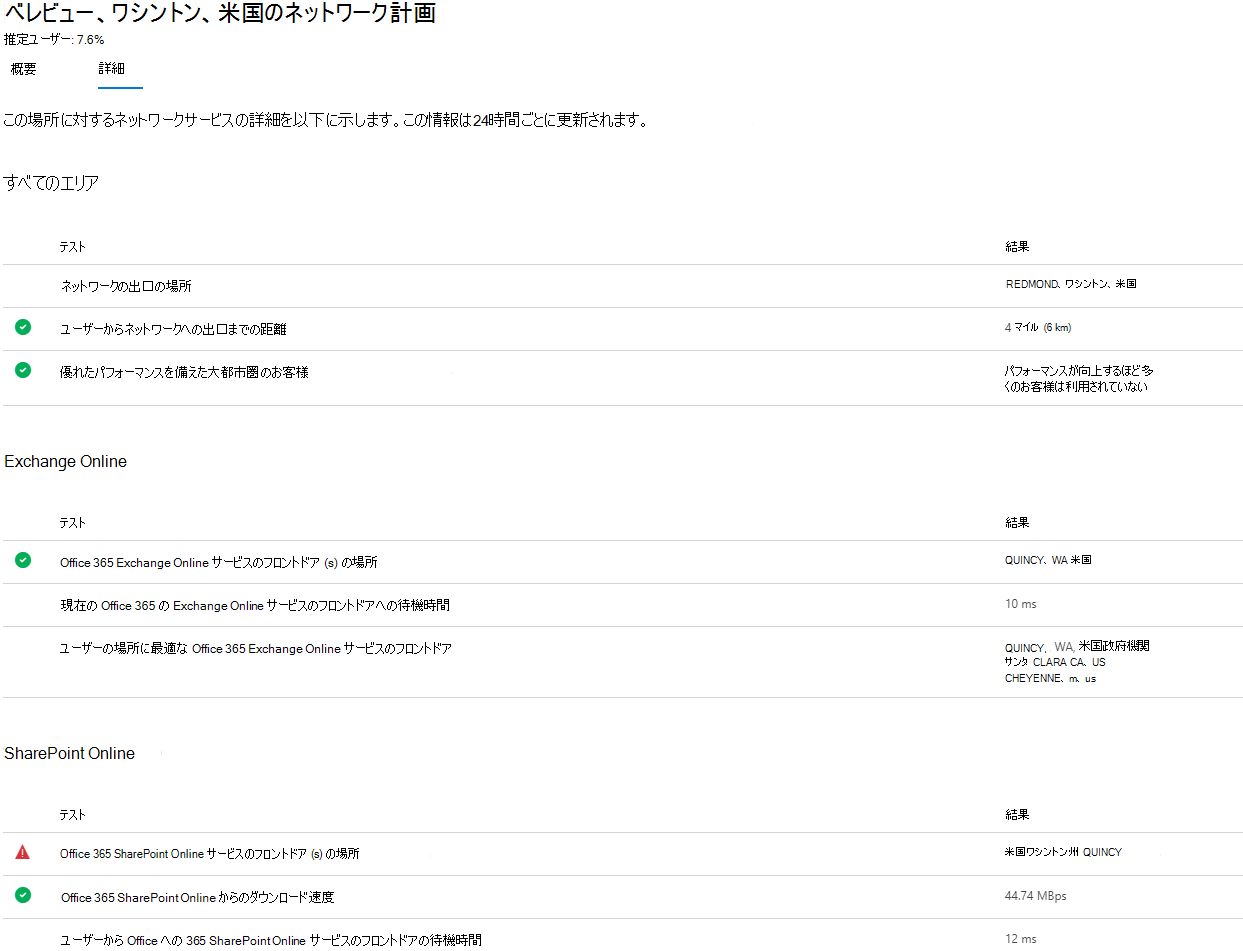 ベレビュー、ワシントン、米国のネットワーク計画
推定ユーザー: 7.6%
概要 詳細
この場所に対するネットワークサービスの詳細を以下に示します。この情報は24時間ごとに更新されます。
すべてのエリア
テスト 結果
ネットワークの出口の場所 REDMOND、ワシントン、米国
ユーザーからネットワークへの出口までの距離 4 マイル (6 km)
優れたパフォーマンスを備えた大都市圏のお客様 パフォーマンスが向上するほど多
くのお客様は利用されていない
Exchange Online
テスト 結果
Office 365 Exchange Online サービスのフロントドア (s) の場所 QUINCY、WA 米国
現在の Office 365 の Exchange Online サービスのフロントドアへの待機時間 10 ms
ユーザーの場所に最適な Office 365 Exchange Online サービスのフロントドア QUINCY, WA, 米国政府機関
サンタ CLARA CA、US
CHEYENNE、m、us
SharePoint Online
テスト 結果
Office 365 SharePoint Online サービスのフロントドア (s) の場所 米国ワシントン州 QUINCY
Office 365 SharePoint Online からのダウンロード速度 44.74 MBps
ユーザーから Office への 365 SharePoint Online サービスのフロントドアの待機時間 12 ms